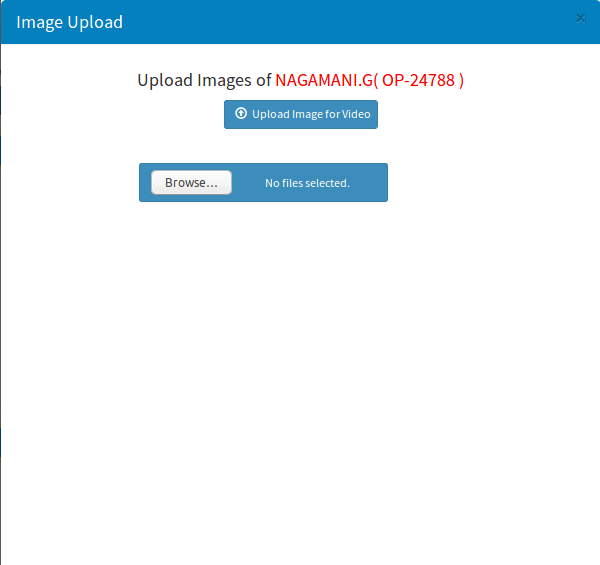 Image Upload
×
Upload Images of NAGAMANI.G( OP-24788 )
Upload Image for Video
Browse... No files selected.